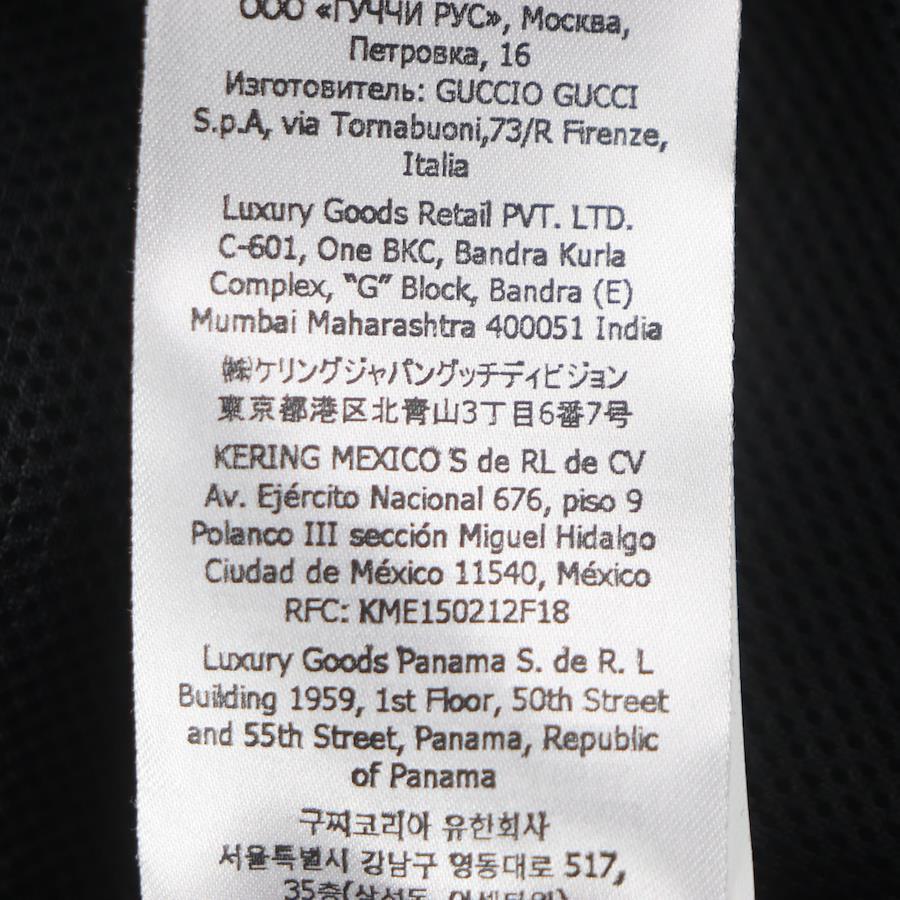 ООО «ГУЧЧИ РУС», Москва,
Петровка, 16
Изготовитель: GUCCIO GUCCI
S.p.A, via Tornabuoni,73/R Firenze,
Italia
Luxury Goods Retail PVT. LTD.
C-601, One BKC, Bandra Kurla
Complex, "G" Block, Bandra (E)
Mumbai Maharashtra 400051 India
㈱ケリングジャパングッチディビジョン
東京都港区北青山3丁目6番7号
KERING MEXICO S de RL de CV
Av. Ejército Nacional 676, piso 9
Polanco III sección Miguel Hidalgo
Ciudad de México 11540, México
RFC: KME150212F18
Luxury Goods Panama S. de R. L
Building 1959, 1st Floor, 50th Street
and 55th Street, Panama, Republic
of Panama
구찌코리아 유한회사
서울특별시 강남구 영동대로 517,
35층(삼성동,